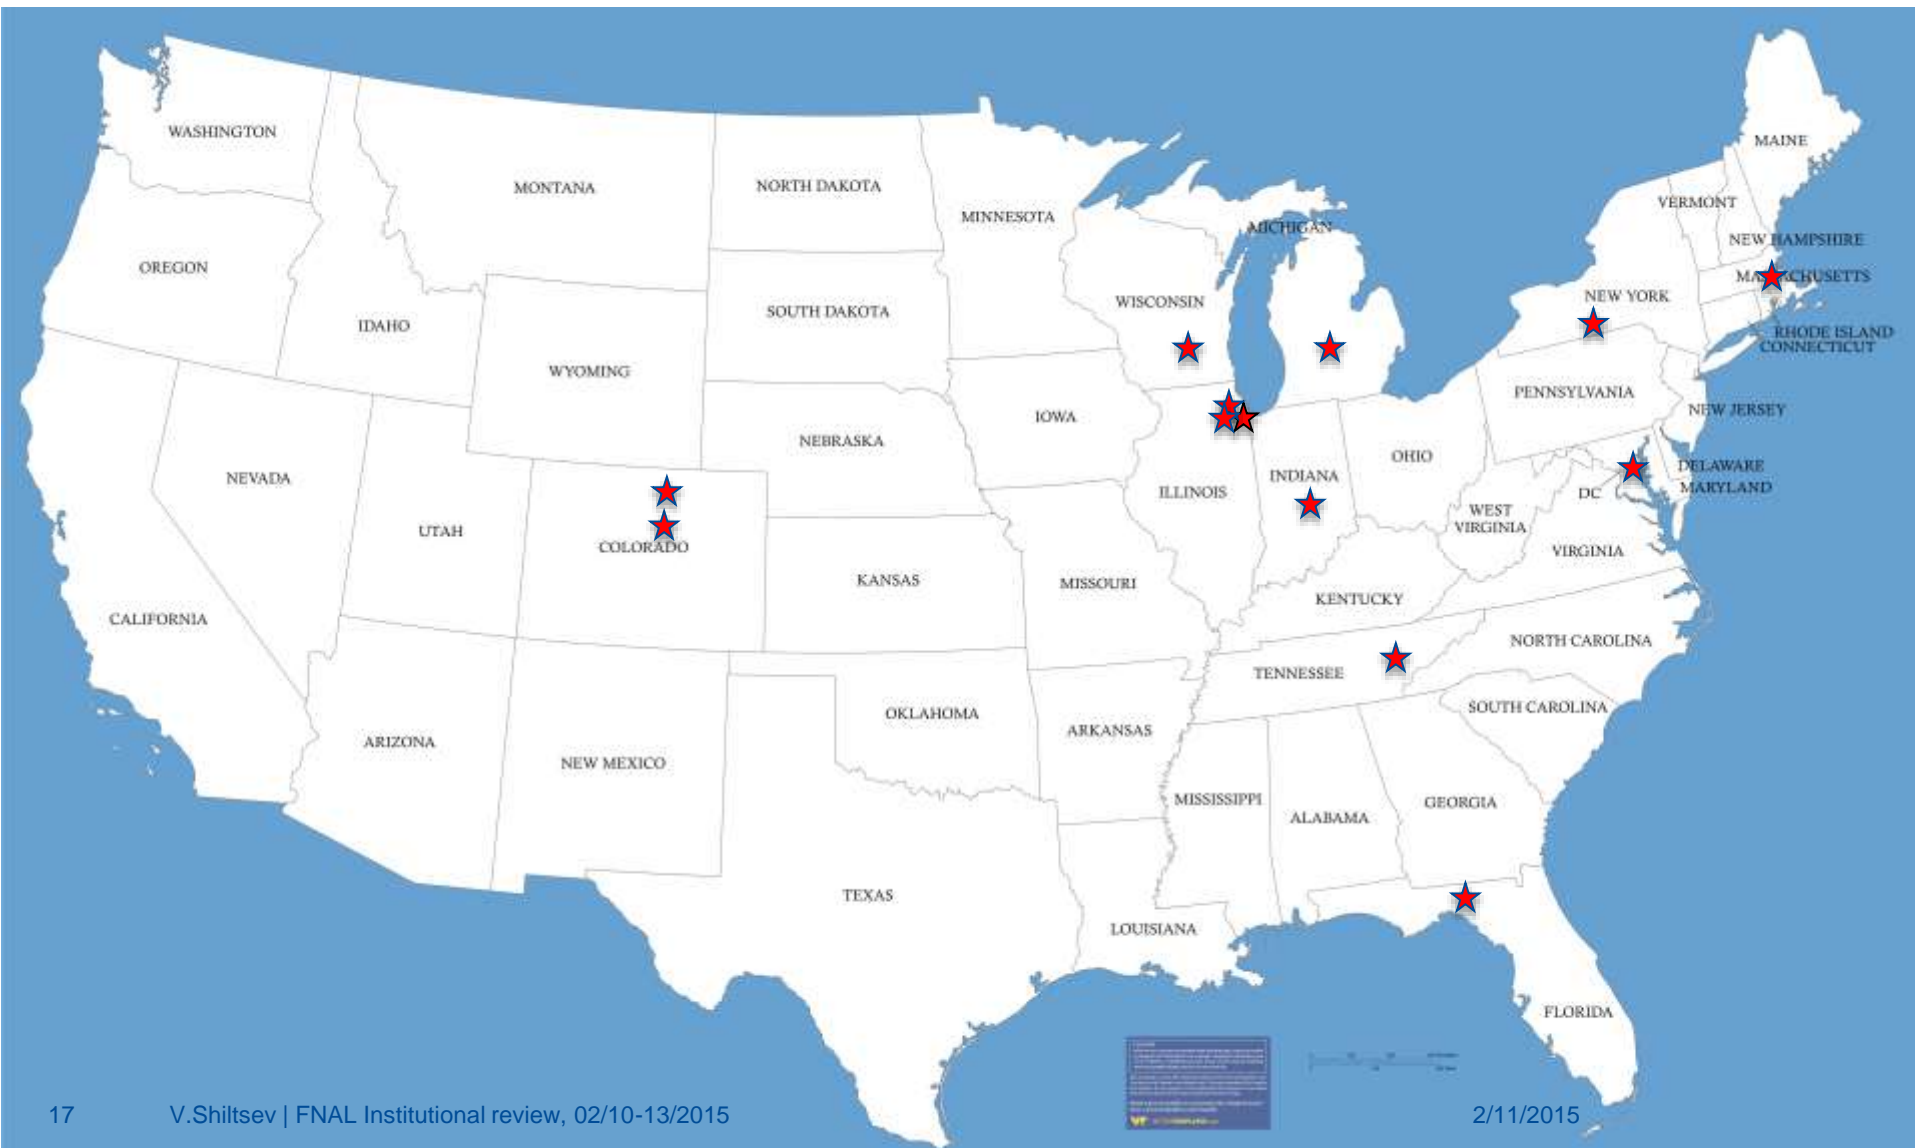 WASHINGTON
MAINE
MONTANA
NORTH DAKOTA
MINNESOTA
VERMONT
MICHIGAN
NEW HAMPSHIRE
OREGON
MASSACHUSETTS
NEW YORK
WISCONSIN
SOUTH DAKOTA
IDAHO
RHODE ISLAND
CONNECTICUT
WYOMING
PENNSYLVANIA
NEW JERSEY
IOWA
NEBRASKA
OHIO
DELAWARE
INDIANA
NEVADA
MARYLAND
ILLINOIS
DC
WEST
VIRGINIA
UTAH
COLORADO
VIRGINIA
KANSAS
MISSOURI
KENTUCKY
CALIFORNIA
NORTH CAROLINA
TENNESSEE
SOUTH CAROLINA
OKLAHOMA
ARKANSAS
ARIZONA
NEW MEXICO
MISSISSIPPI
GEORGIA
ALABAMA
TEXAS
LOUISIANA
FLORIDA
17 V.Shiltsev | FNAL Institutional review, 02/10-13/2015 2/11/2015